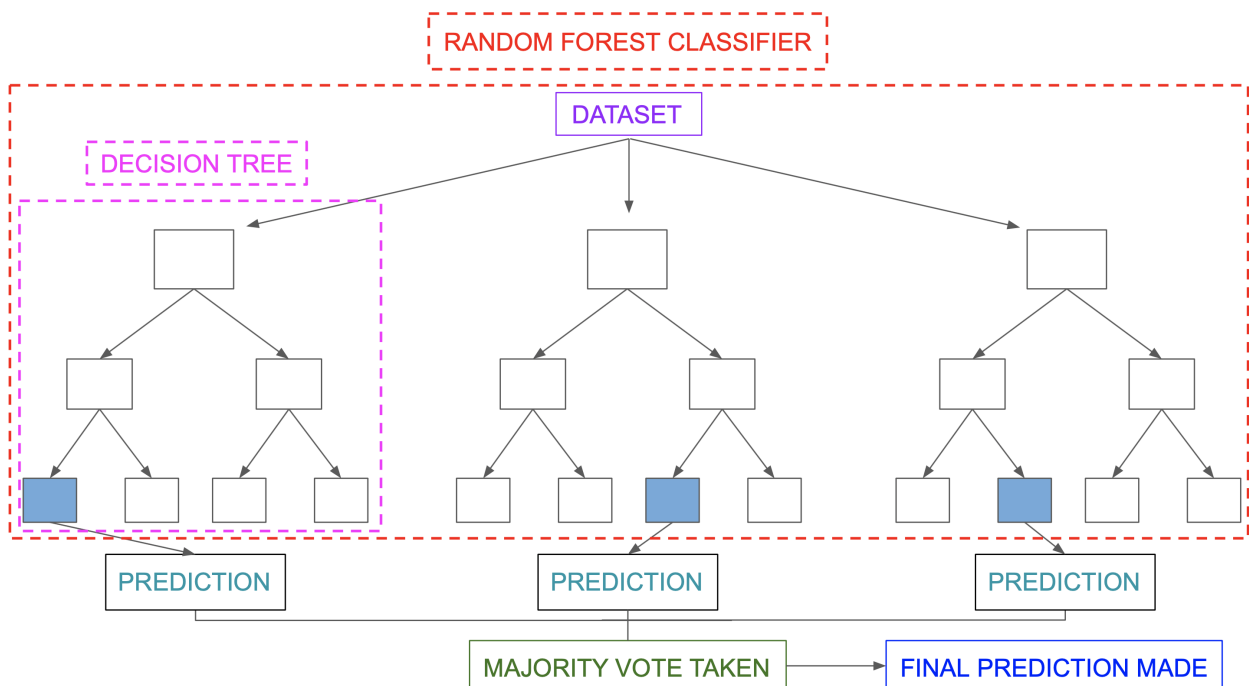 RANDOM FOREST CLASSIFIER
DATASET
DECISION TREE
PREDICTION
PREDICTION
PREDICTION
MAJORITY VOTE TAKEN
FINAL PREDICTION MADE